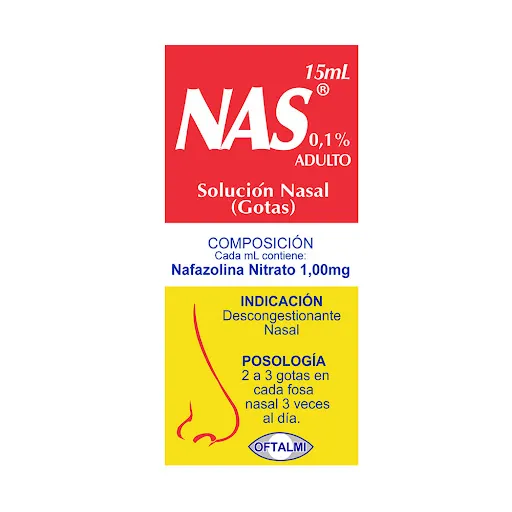 15mL
NAS®
0,1%
ADULTO
Solución Nasal
(Gotas)
COMPOSICIÓN
Cada mL contiene:
Nafazolina Nitrato 1,00mg
INDICACIÓN
Descongestionante
Nasal
POSOLOGÍA
2 a 3 gotas en
cada fosa
nasal 3 veces
al día.
OFTALMI